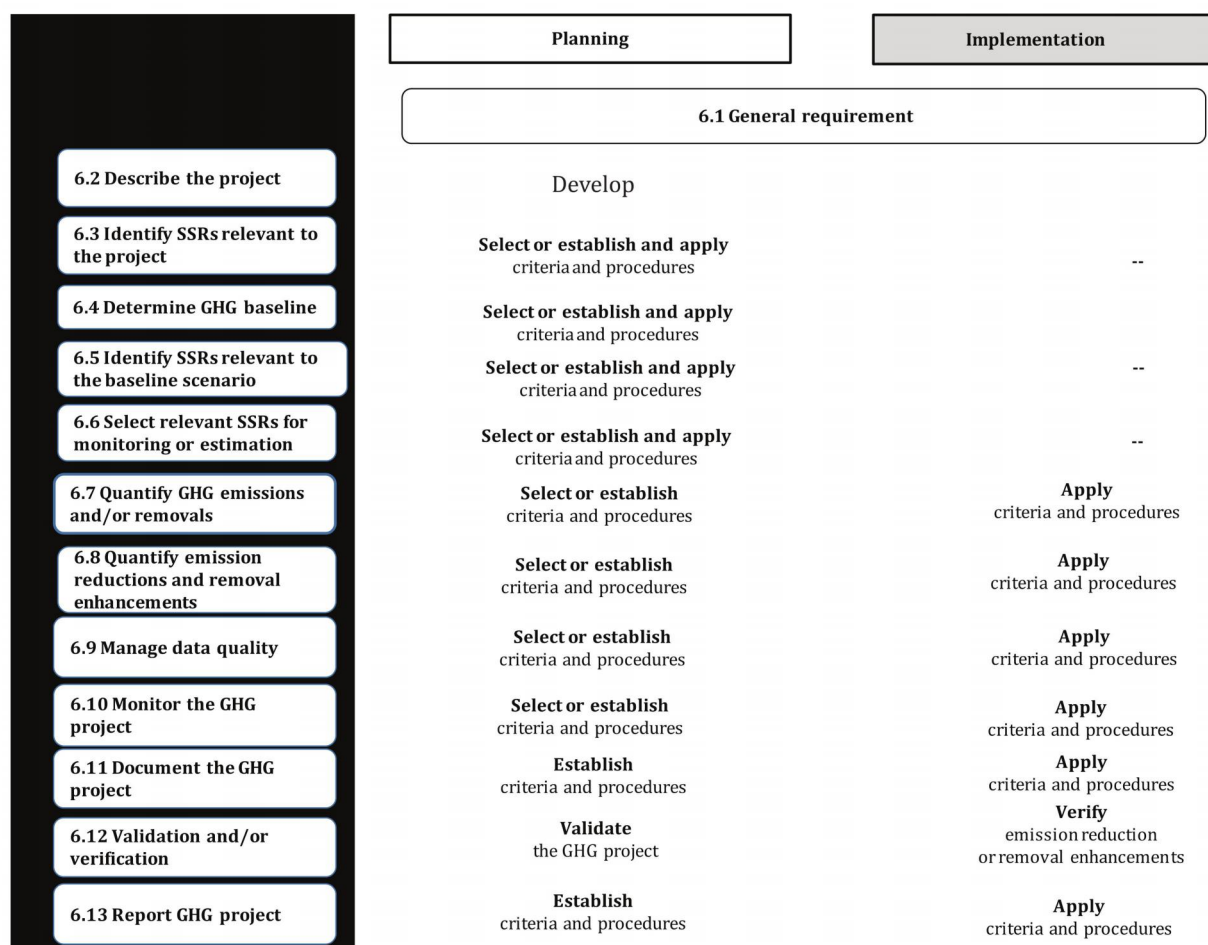 Planning
Implementation
6.1 General requirement
6.2 Describe the project
Develop
6.3 Identify SSRs relevant to
the project
Select or establish and apply
criteria and procedures
--
6.4 Determine GHG baseline
Select or establish and apply
criteria and procedures
6.5 Identify SSRs relevant to
the baseline scenario
Select or establish and apply
criteria and procedures
--
6.6 Select relevant SSRs for
monitoring or estimation
Select or establish and apply
criteria and procedures
--
6.7 Quantify GHG emissions
and/or removals
Select or establish
criteria and procedures
Apply
criteria and procedures
6.8 Quantify emission
reductions and removal
enhancements
Select or establish
criteria and procedures
Apply
criteria and procedures
6.9 Manage data quality
Select or establish
criteria and procedures
Apply
criteria and procedures
6.10 Monitor the GHG
project
Select or establish
criteria and procedures
Apply
criteria and procedures
6.11 Document the GHG
project
Establish
criteria and procedures
Apply
criteria and procedures
6.12 Validation and/or
verification
Validate
the GHG project
Verify
emission reduction
or removal enhancements
6.13 Report GHG project
Establish
criteria and procedures
Apply
criteria and procedures